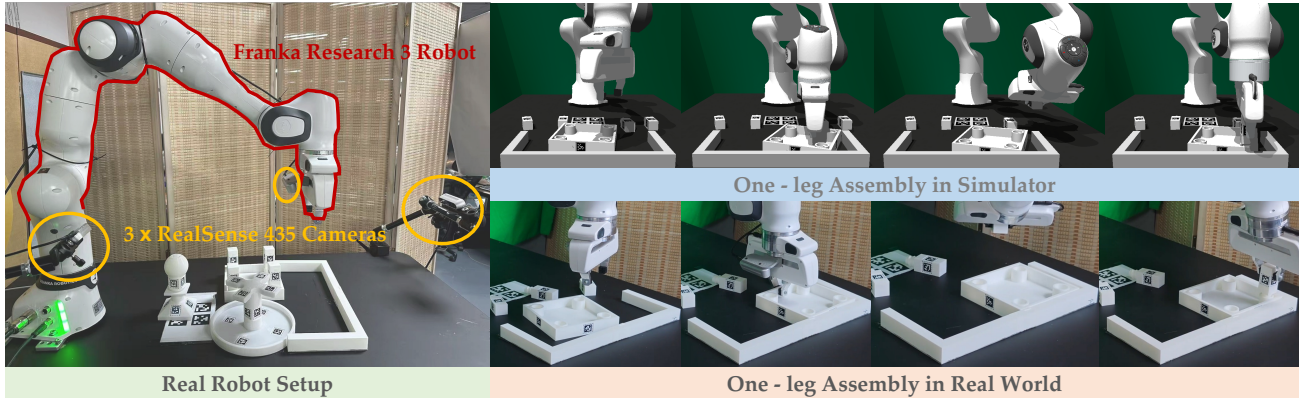 Franka Research 3 Robot
3 x RealSense 435 Cameras
Real Robot Setup
One - leg Assembly in Simulator
One - leg Assembly in Real World